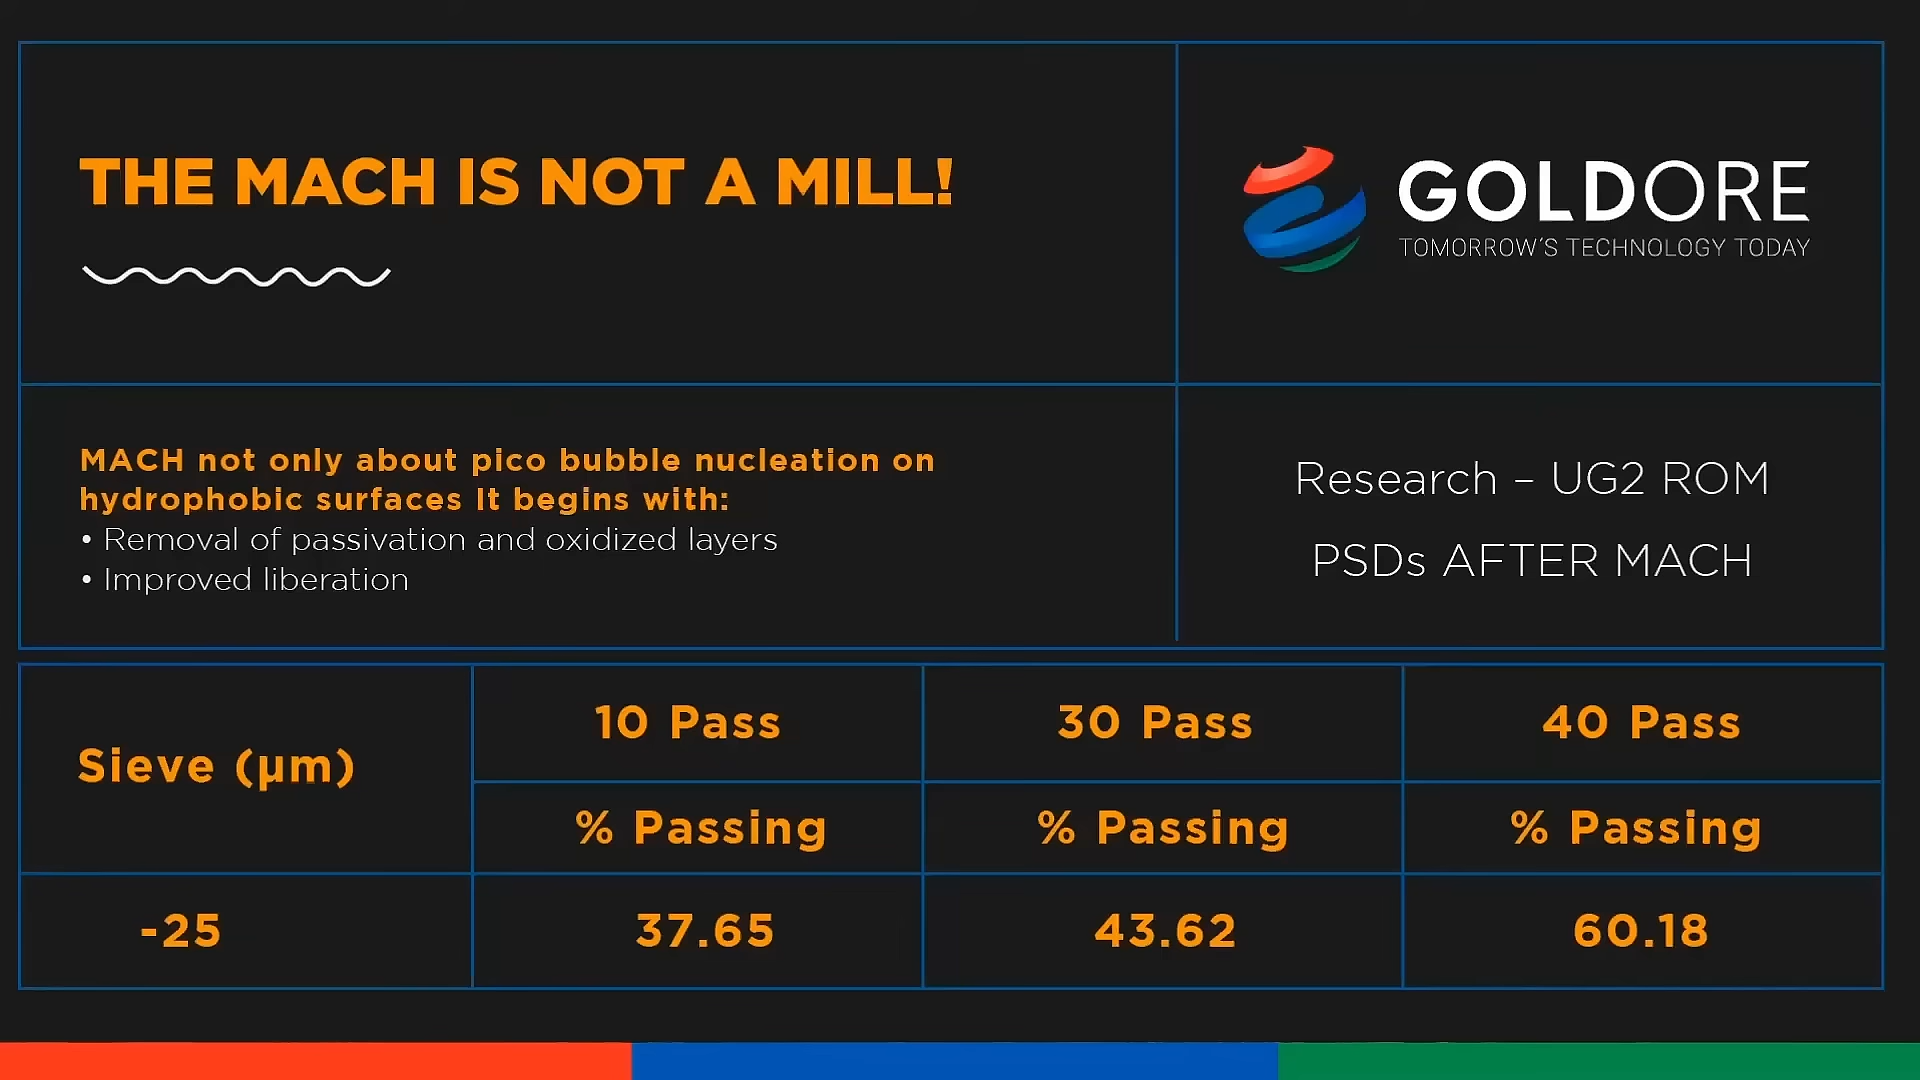 THE MACH IS NOT A MILL!
GOLDORE
TOMORROW'S TECHNOLOGY TODAY
MACH not only about pico bubble nucleation on
hydrophobic surfaces It begins with:
• Removal of passivation and oxidized layers
• Improved liberation
Research – UG2 ROM
PSDs AFTER MACH
Sieve (µm)
10 Pass
30 Pass
40 Pass
% Passing
% Passing
% Passing
-25
37.65
43.62
60.18